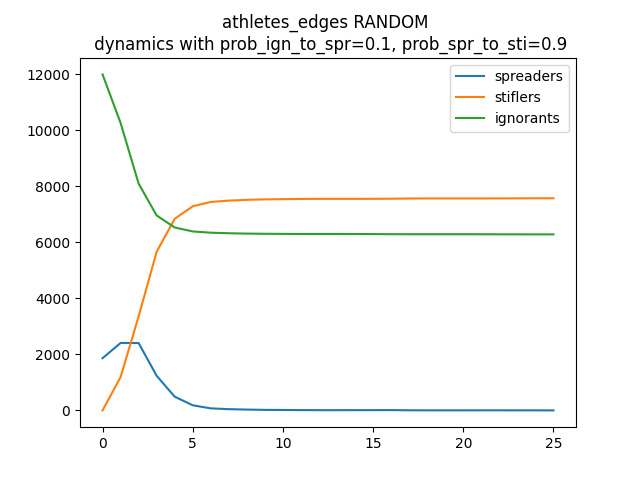 athletes_edges RANDOM
dynamics with prob_ign_to_spr=0.1, prob_spr_to_sti=0.9
spreaders
stiflers
ignorants
12000
10000
8000
6000
4000
2000
0
0 5 10 15 20 25